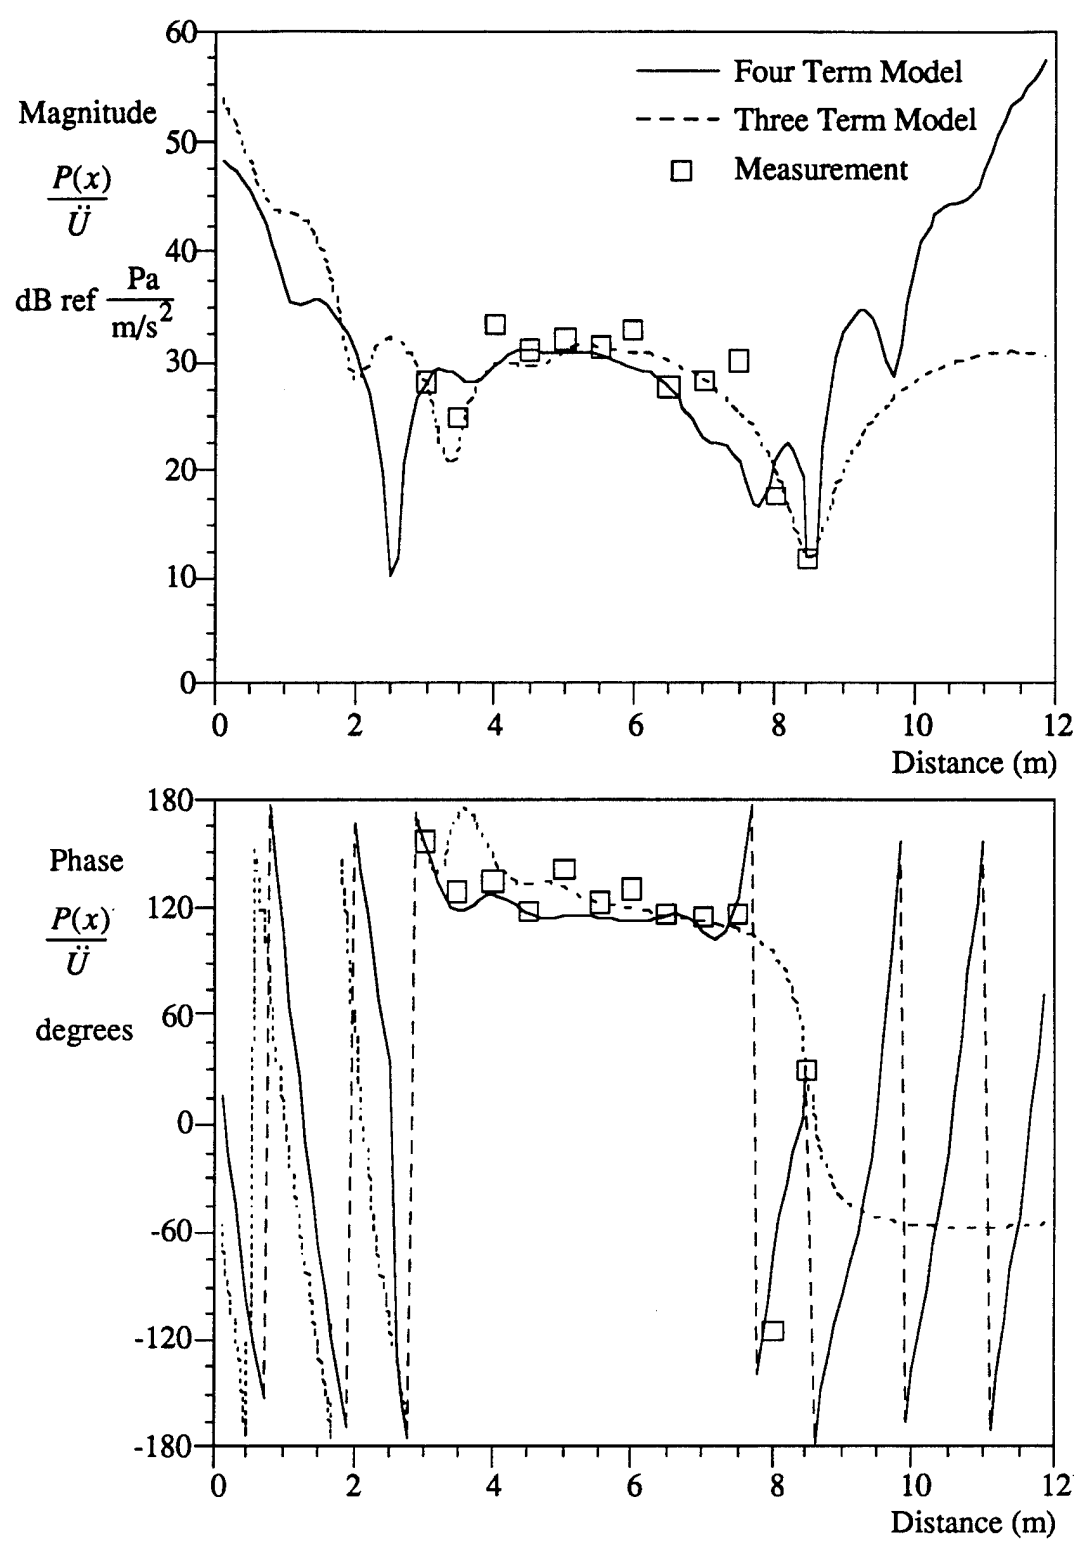 60
50
40
30
20
10
0
Magnitude
P(x)
Ü
dB ref Pa
m/s²
Four Term Model
Three Term Model
Measurement
0 2 4 6 8 10 12
Distance (m)
180
120
60
0
-60
-120
-180
Phase
P(x)
Ü
degrees
0 2 4 6 8 10 12
Distance (m)